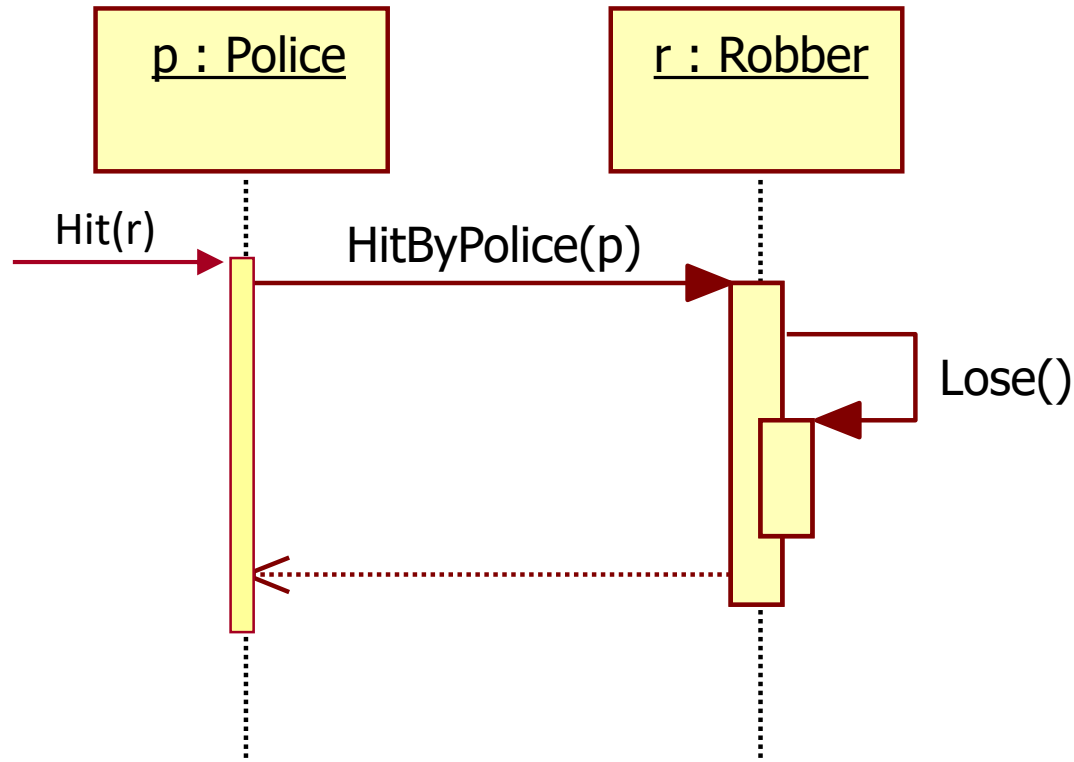 p : Police
r : Robber
Hit(r)
HitByPolice(p)
Lose()